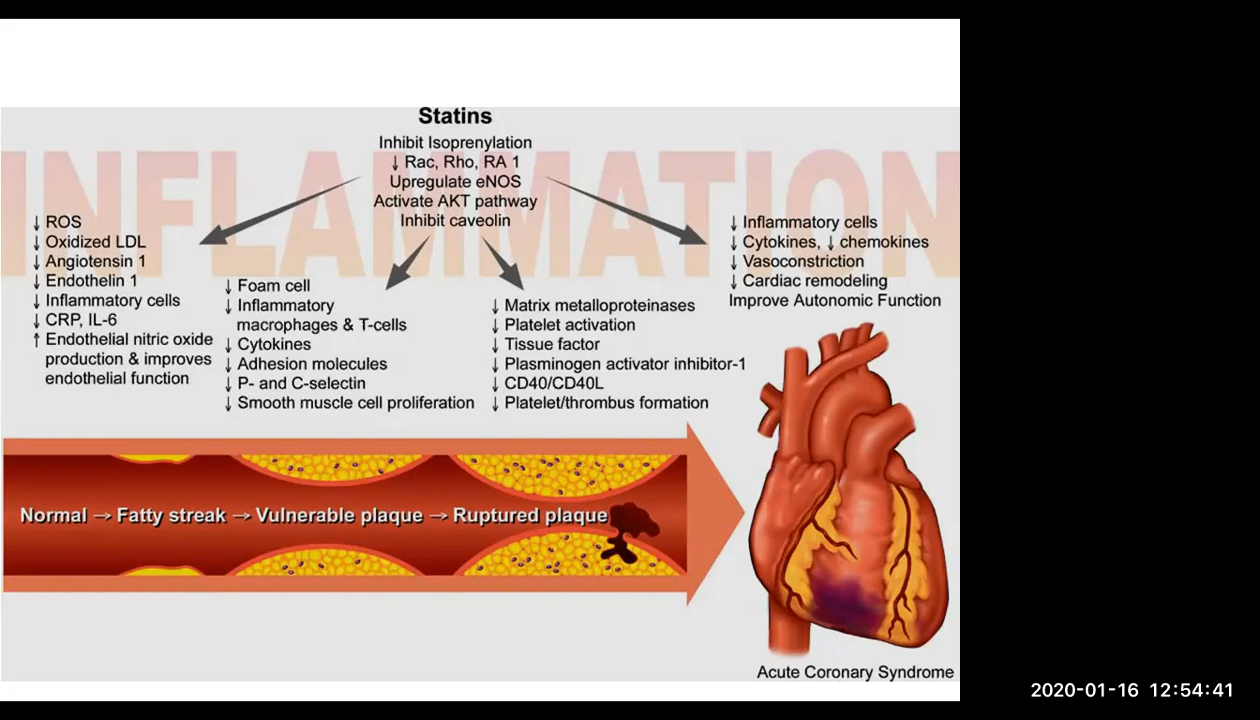 INFLAMMATION
Statins
Inhibit Isoprenylation
↓ Rac, Rho, RA 1
Upregulate eNOS
Activate AKT pathway
Inhibit caveolin
↓ ROS
↓ Oxidized LDL
↓ Angiotensin 1
↓ Endothelin 1
↓ Inflammatory cells
↓ CRP, IL-6
↑ Endothelial nitric oxide
production & improves
endothelial function
↓ Foam cell
↓ Inflammatory
macrophages & T-cells
↓ Cytokines
↓ Adhesion molecules
↓ P- and C-selectin
↓ Smooth muscle cell proliferation
↓ Matrix metalloproteinases
↓ Platelet activation
↓ Tissue factor
↓ Plasminogen activator inhibitor-1
↓ CD40/CD40L
↓ Platelet/thrombus formation
↓ Inflammatory cells
↓ Cytokines, ↓ chemokines
↓ Vasoconstriction
↓ Cardiac remodeling
Improve Autonomic Function
Normal → Fatty streak → Vulnerable plaque → Ruptured plaque
Acute Coronary Syndrome
2020-01-16 12:54:41